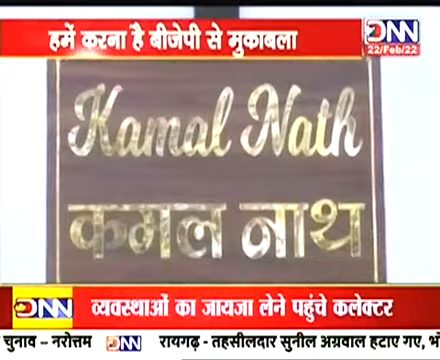 हमें करना है बीजेपी से मुकाबला
DNN
22/Feb/22
Kamal Nath
कमल नाथ
DNN
व्यवस्थाओं का जायजा लेने पहुंचे कलेक्टर
चुनाव – नरोत्तम DNN रायगढ़ - तहसीलदार सुनील अग्रवाल हटाए गए,